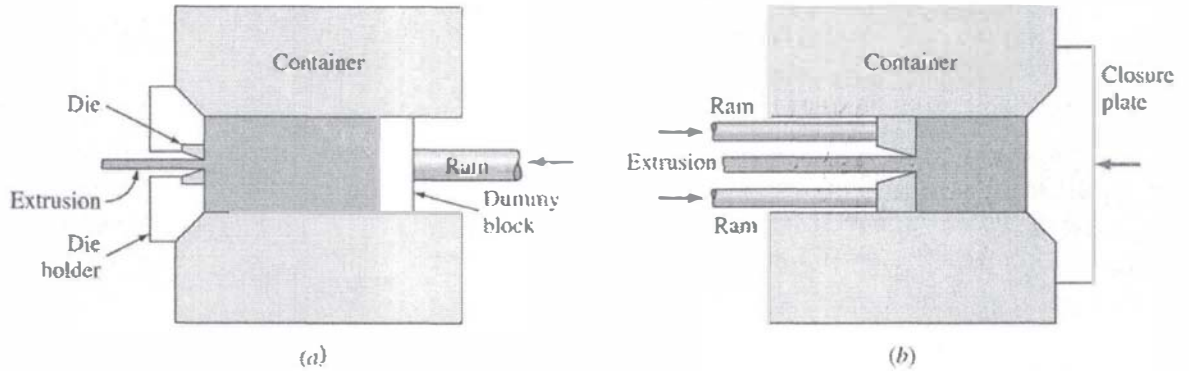 Container
Die
Ram
Extrusion
Dummy
block
Die
holder
(a)
Container
Closure
plate
Ram
Extrusion
Ram
(b)